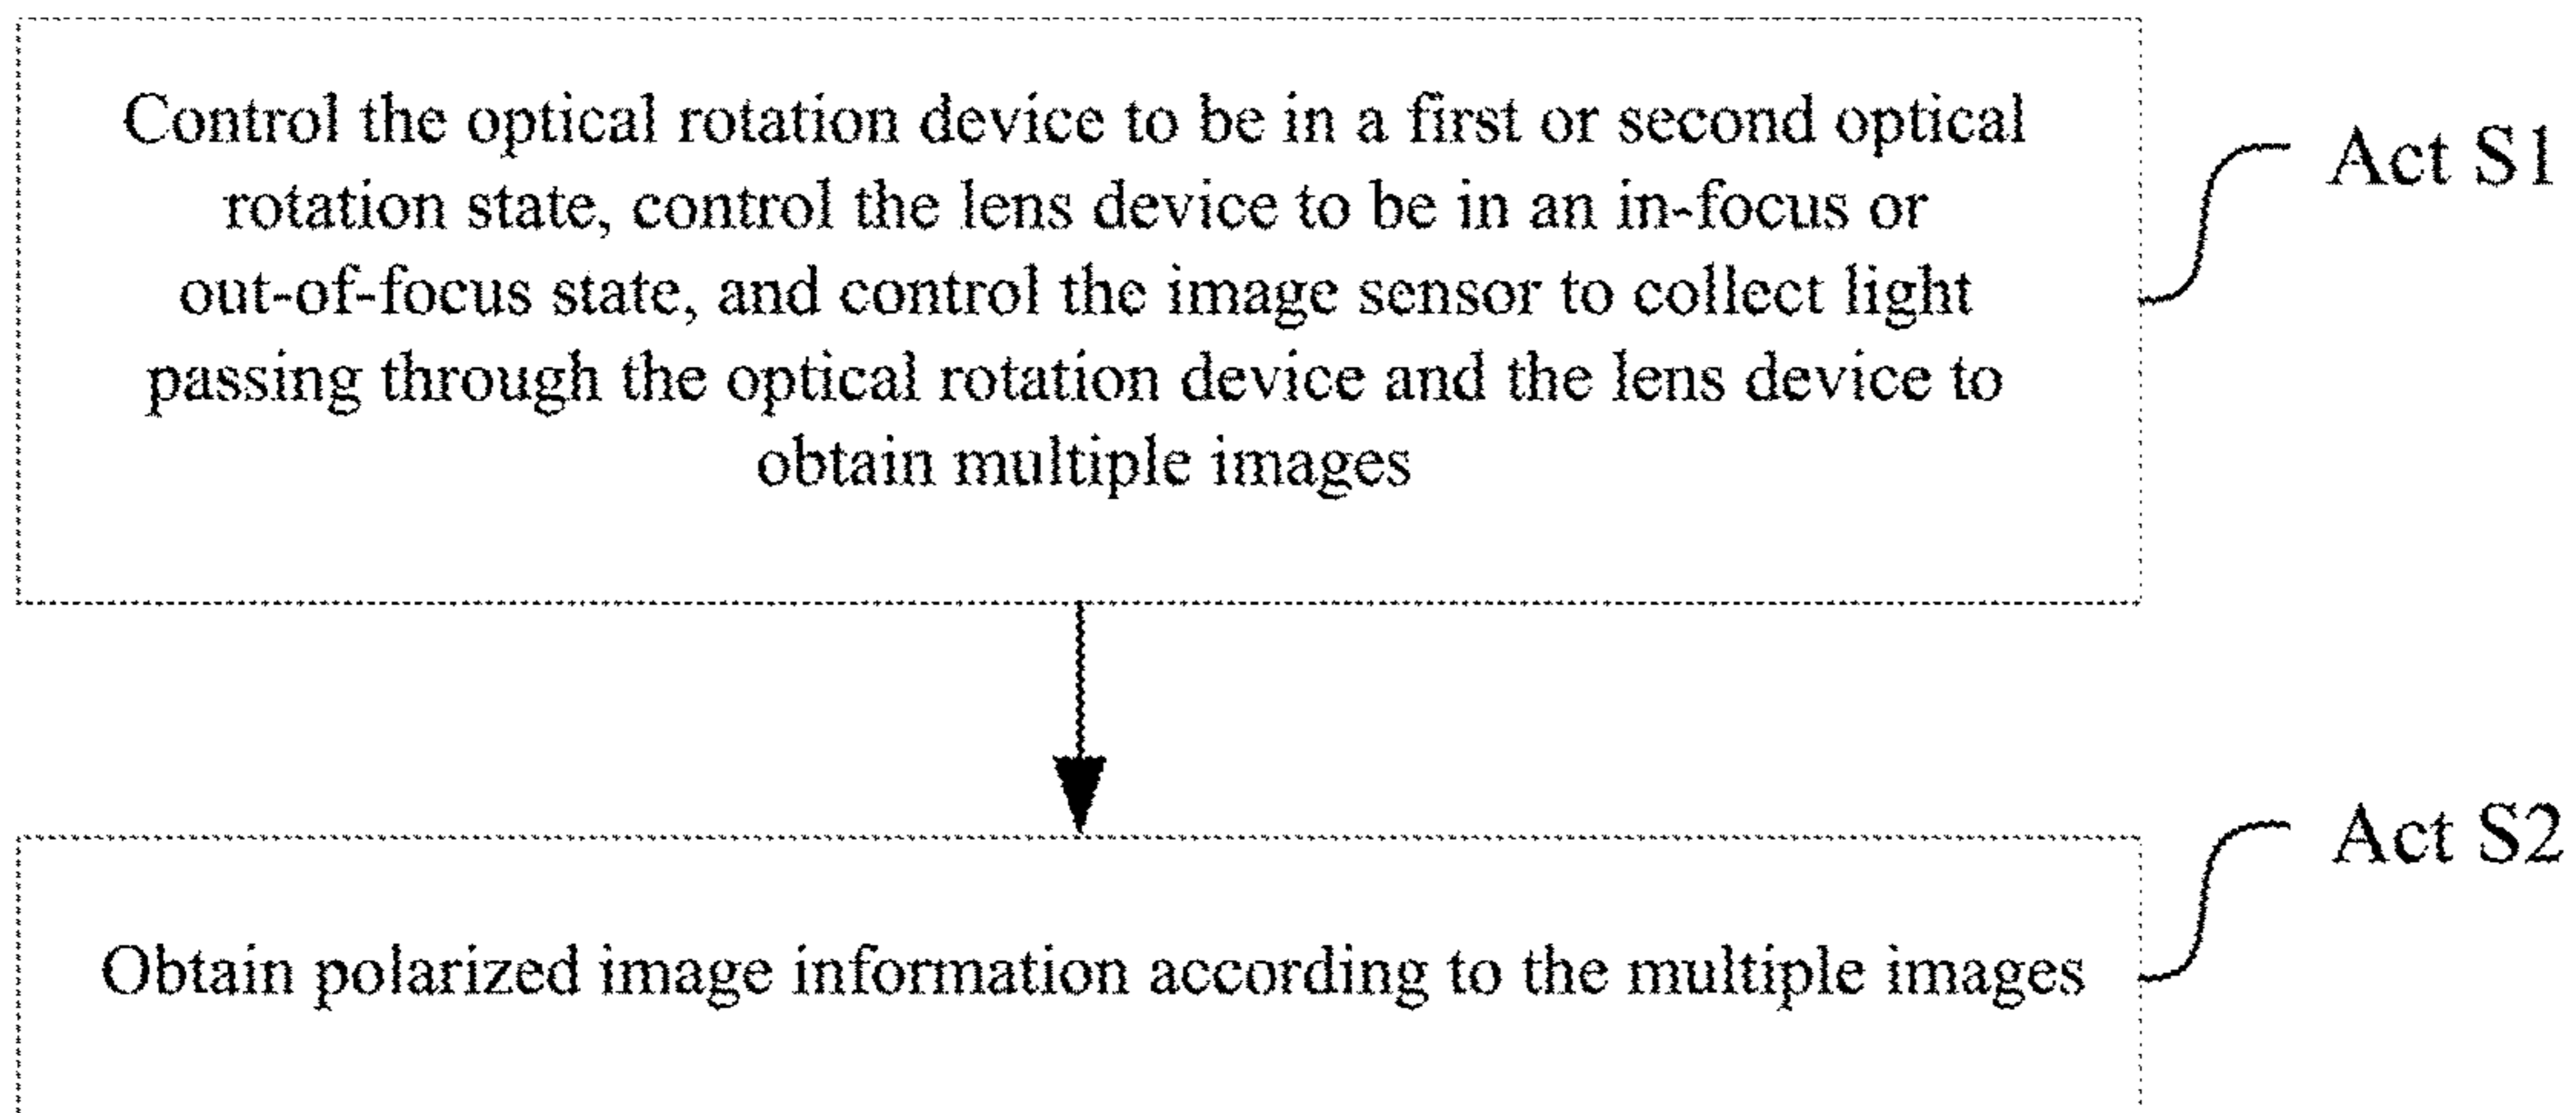 Control the optical rotation device to be in a first or second optical
rotation state, control the lens device to be in an in-focus or
out-of-focus state, and control the image sensor to collect light
passing through the optical rotation device and the lens device to
obtain multiple images
Act S1
Obtain polarized image information according to the multiple images
Act S2